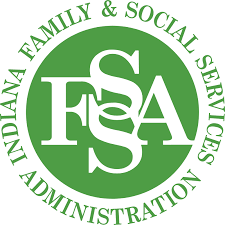 INDIANA FAMILY & SOCIAL SERVICES ADMINISTRATION
FSSA